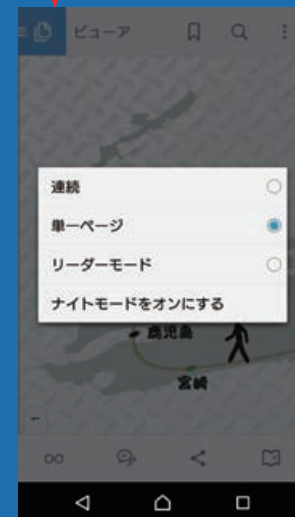 ビューア
連続
単一ページ
リーダーモード
ナイトモードをオンにする
鹿児島
宮崎